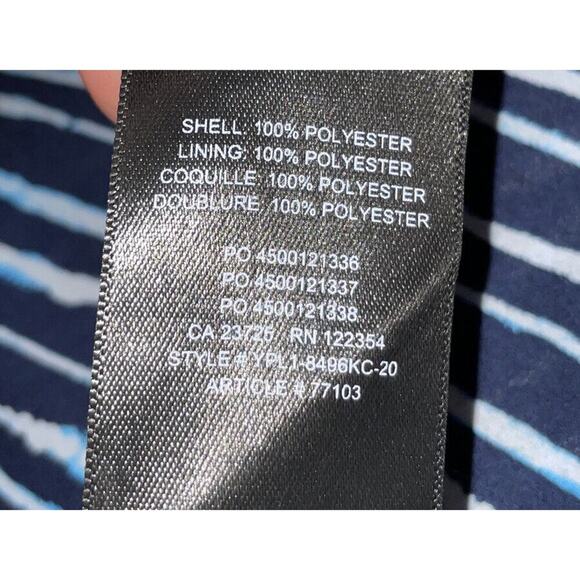 SHELL: 100% POLYESTER
LINING: 100% POLYESTER
COQUILLE: 100% POLYESTER
DOUBLURE: 100% POLYESTER
PO:4500121336
PO:4500121337
PO:4500121338
CA-23725 RN 122354
STYLE #: YPL1-8496KC-20
ARTICLE # 77103